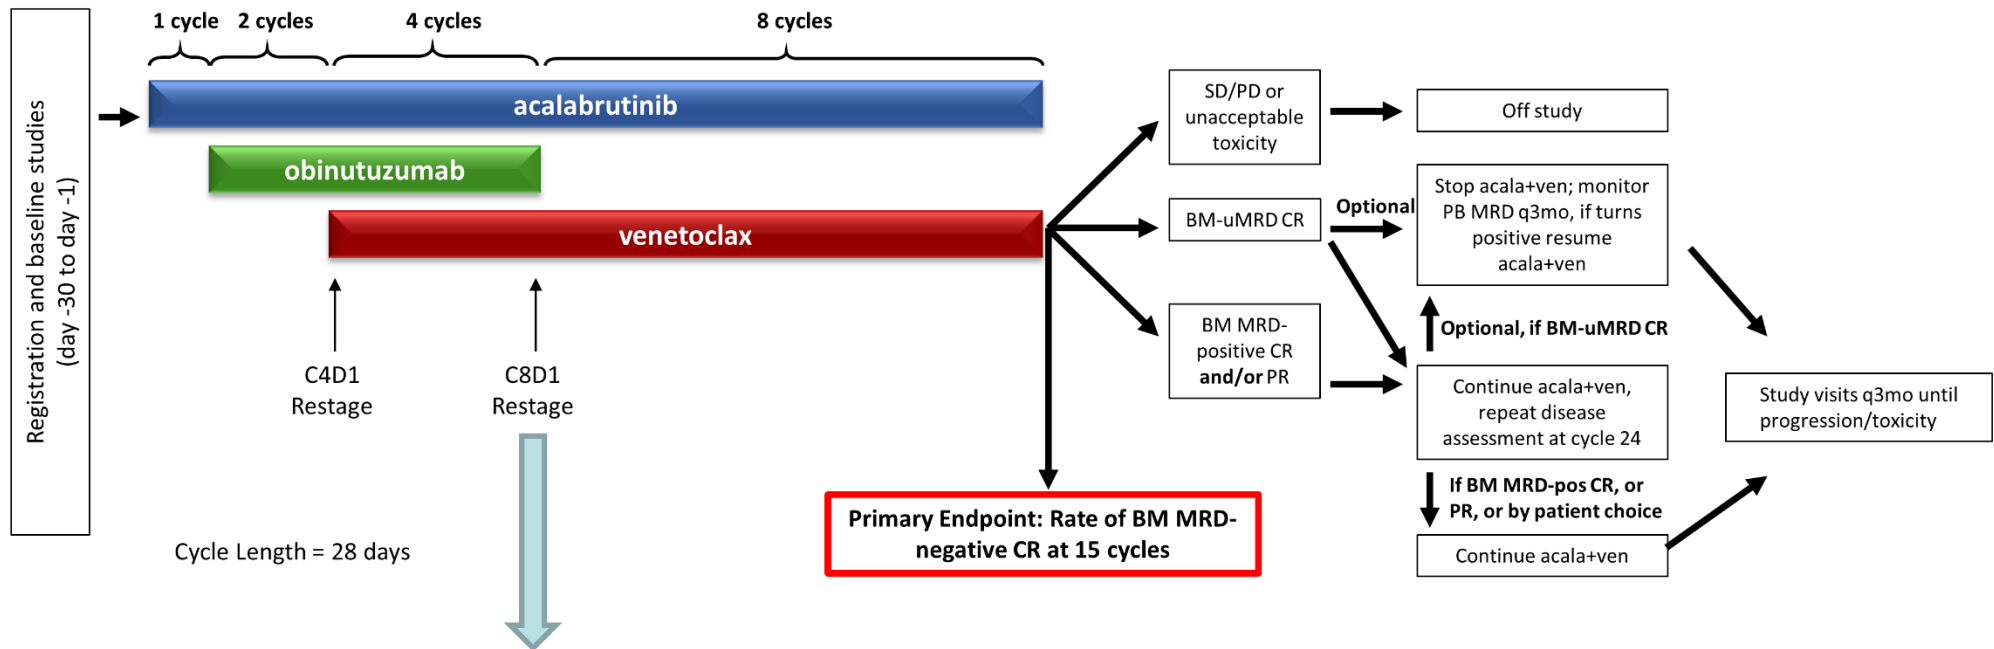 1 cycle
2 cycles
4 cycles
8 cycles
Registration and baseline studies
(day -30 to day -1)
acalabrutinib
obinutuzumab
venetoclax
C4D1
Restage
C8D1
Restage
Cycle Length = 28 days
Primary Endpoint: Rate of BM MRD-
negative CR at 15 cycles
SD/PD or
unacceptable
toxicity
Off study
BM-uMRD CR
Optional
Stop acala+ven; monitor
PB MRD q3mo, if turns
positive resume
acala+ven
BM MRD-
positive CR
and/or PR
Optional, if BM-uMRD CR
Continue acala+ven,
repeat disease
assessment at cycle 24
If BM MRD-pos CR, or
PR, or by patient choice
Continue acala+ven
Study visits q3mo until
progression/toxicity